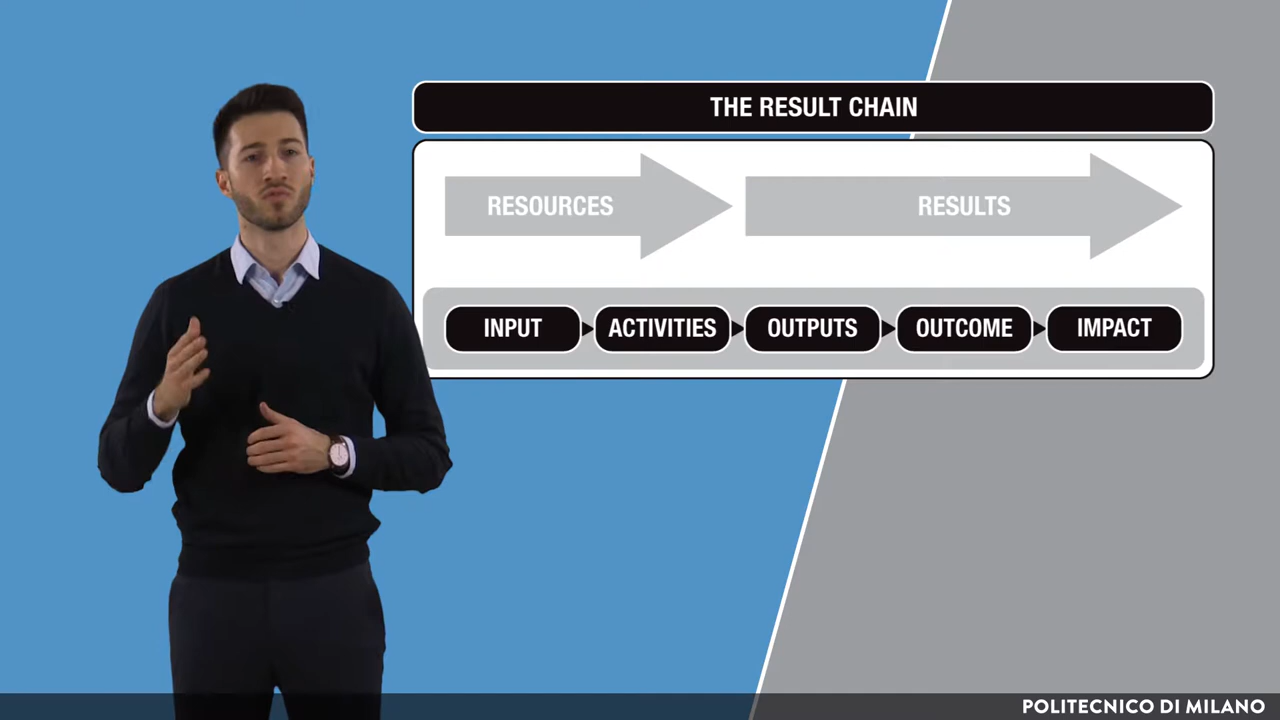 THE RESULT CHAIN
RESOURCES
RESULTS
INPUT
ACTIVITIES
OUTPUTS
OUTCOME
IMPACT
POLITECNICO DI MILANO